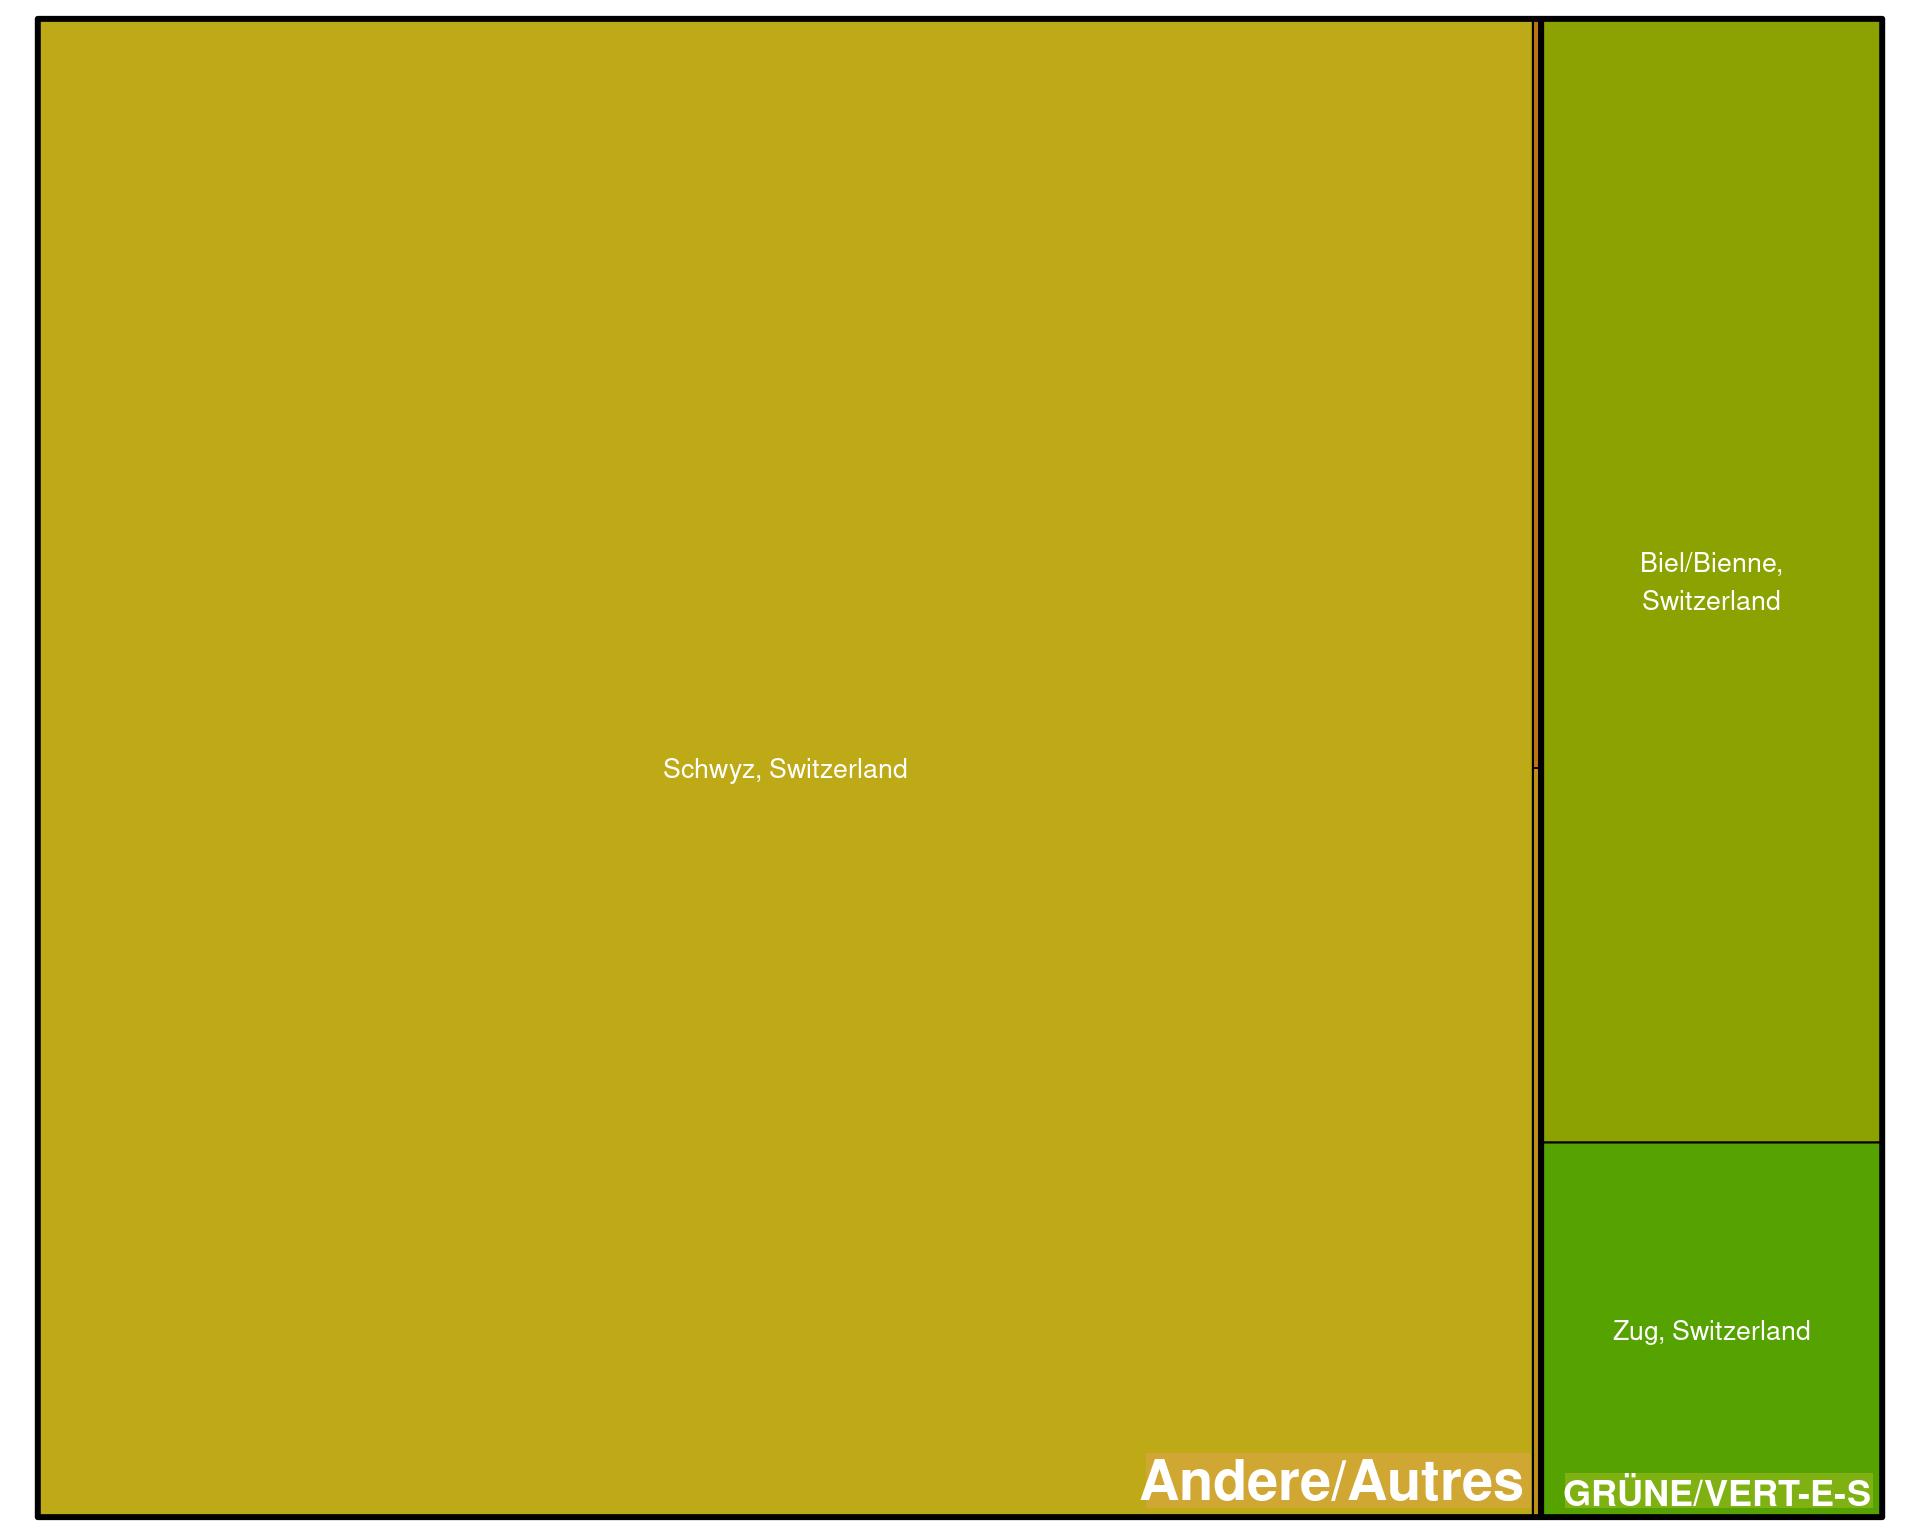 Biel/Bienne,
Switzerland
Schwyz, Switzerland
Zug, Switzerland
Andere/Autres
GRÜNE/VERT-E-S